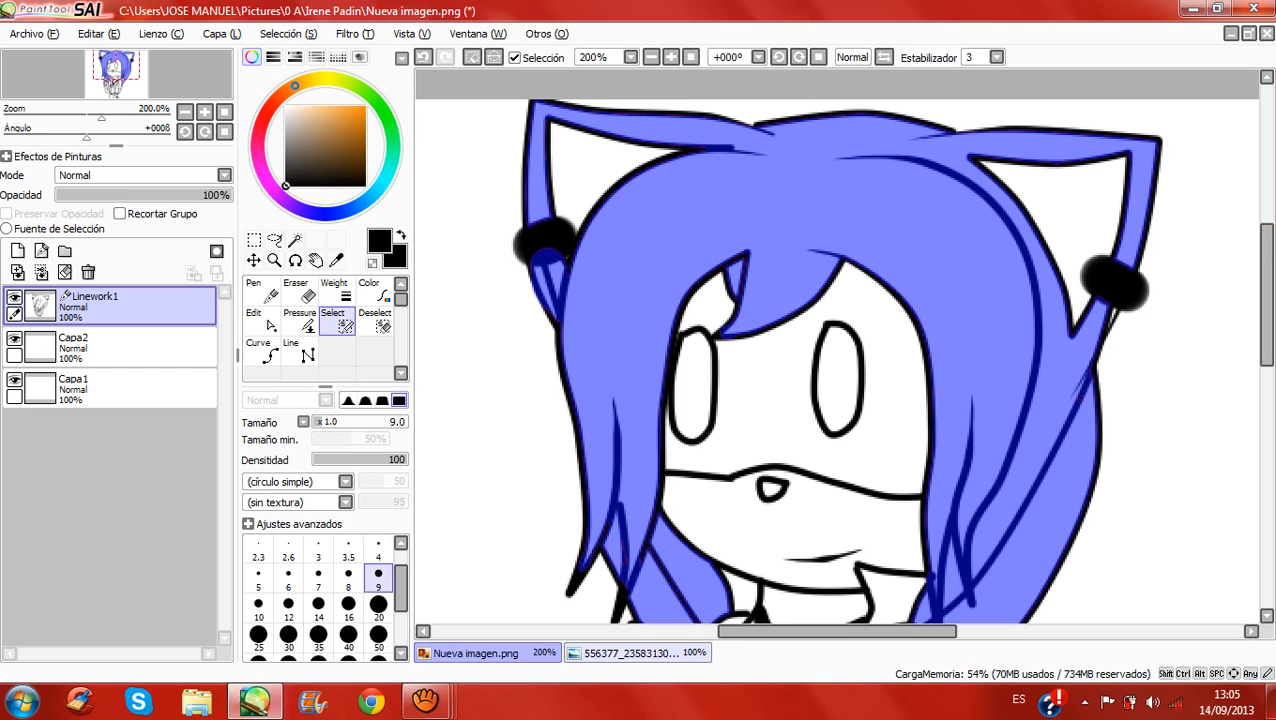 PaintTool SAI C:\Users\JOSE MANUEL\Pictures\0 A\Irene Padin\Nueva imagen.png (*)
Archivo (F) Editar (E) Lienzo (C) Capa (L) Selección (S) Filtro (T) Vista (V) Ventana (W) Otros (O)
Selección 200% +000º Normal Estabilizador 3
Zoom 200.0%
Ángulo +000ß
Efectos de Pinturas
Mode Normal
Opacidad 100%
Preservar Opacidad Recortar Grupo
Fuente de Selección
Linework1
Normal
100%
Capa2
Normal
100%
Capa1
Normal
100%
Pen Eraser Weight Color
Edit Pressure Select Deselect
Curve Line
Normal
Tamaño x 1.0 9.0
Tamaño min. 50%
Densitidad 100
(círculo simple) 50
(sin textura) 95
Ajustes avanzados
2.3 2.6 3 3.5 4
5 6 7 8 9
10 12 14 16 20
25 30 35 40 50
Nueva imagen.png 200% 556377_23583130... 100%
CargaMemoria: 54% (70MB usados / 734MB reservados) Shift Ctrl Alt SPC Any
ES 13:05
14/09/2013